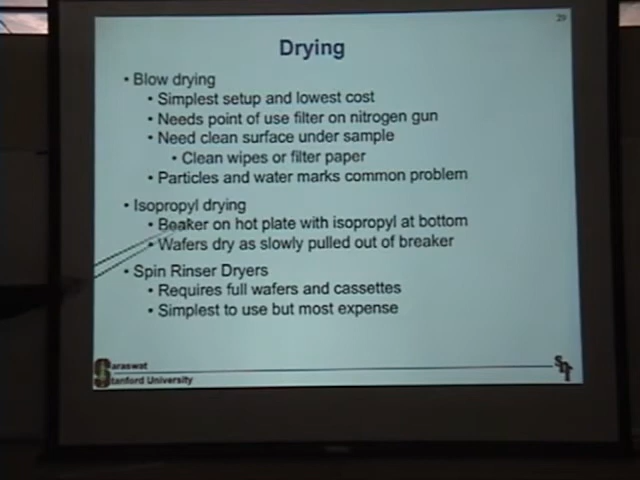 29
Drying
• Blow drying
• Simplest setup and lowest cost
• Needs point of use filter on nitrogen gun
• Need clean surface under sample
• Clean wipes or filter paper
• Particles and water marks common problem
• Isopropyl drying
• Beaker on hot plate with isopropyl at bottom
• Wafers dry as slowly pulled out of breaker
• Spin Rinser Dryers
• Requires full wafers and cassettes
• Simplest to use but most expense
Saraswat
Stanford University